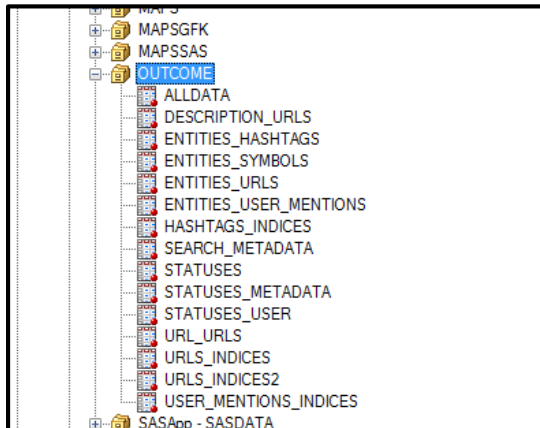 MAPS
MAPSGFK
MAPSSAS
OUTCOME
ALLDATA
DESCRIPTION_URLS
ENTITIES_HASHTAGS
ENTITIES_SYMBOLS
ENTITIES_URLS
ENTITIES_USER_MENTIONS
HASHTAGS_INDICES
SEARCH_METADATA
STATUSES
STATUSES_METADATA
STATUSES_USER
URL_URLS
URLS_INDICES
URLS_INDICES2
USER_MENTIONS_INDICES
SASApp - SASDATA